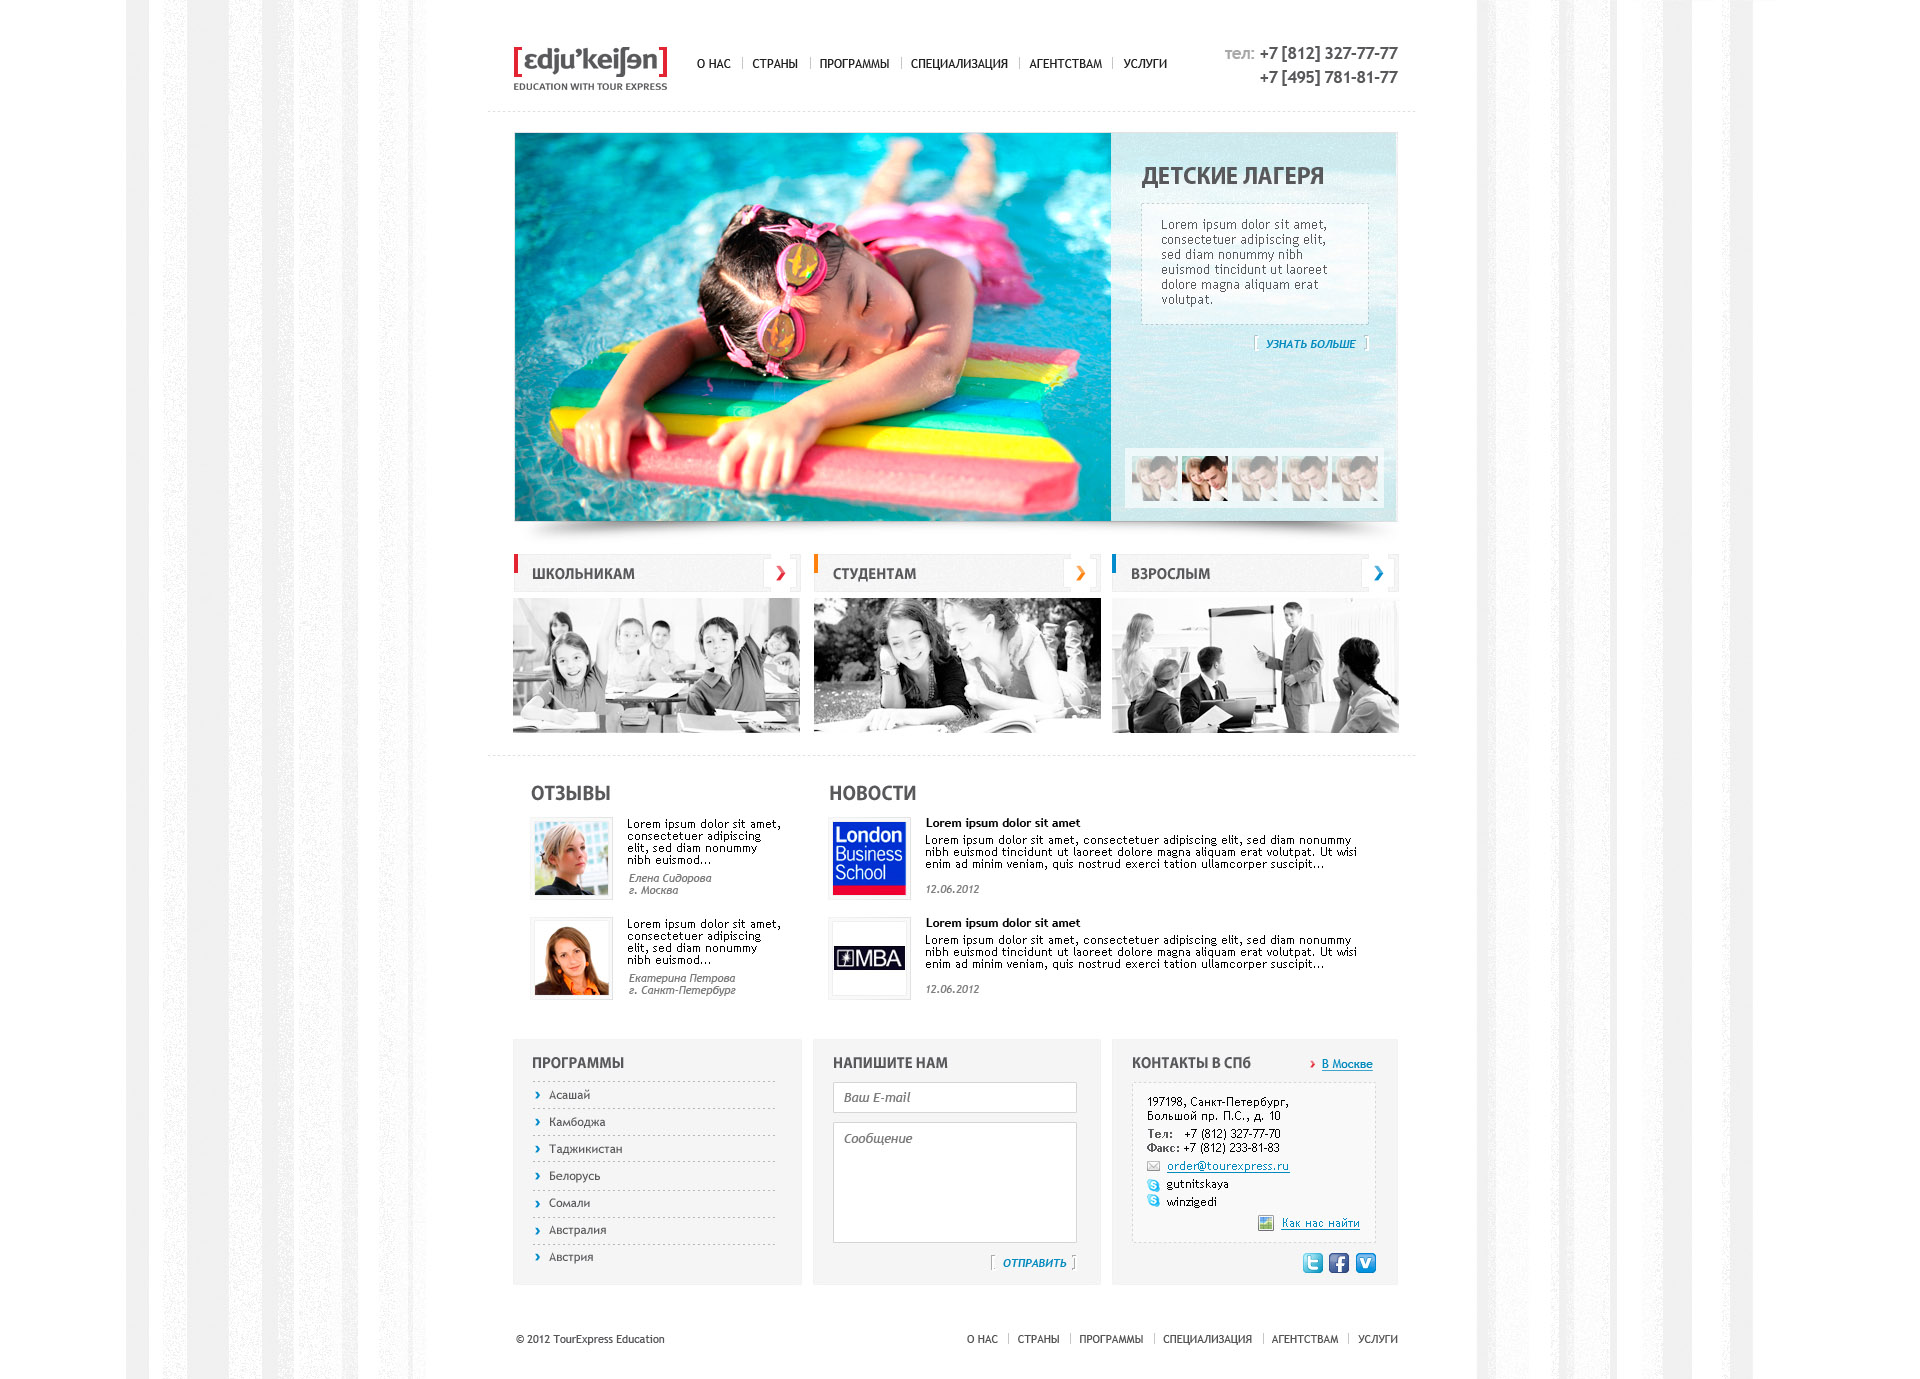 [ɛdju’keiʃɘn]
EDUCATION WITH TOUR EXPRESS
О НАС
СТРАНЫ
ПРОГРАММЫ
СПЕЦИАЛИЗАЦИЯ
АГЕНТСТВАМ
УСЛУГИ
тел: +7 [812] 327-77-77
+7 [495] 781-81-77
ДЕТСКИЕ ЛАГЕРЯ
Lorem ipsum dolor sit amet,
consectetuer adipiscing elit,
sed diam nonummy nibh
euismod tincidunt ut laoreet
dolore magna aliquam erat
volutpat.
УЗНАТЬ БОЛЬШЕ
ШКОЛЬНИКАМ
СТУДЕНТАМ
ВЗРОСЛЫМ
ОТЗЫВЫ
Lorem ipsum dolor sit amet,
consectetuer adipiscing
elit, sed diam nonummy
nibh euismod...
Елена Сидорова
г. Москва
Lorem ipsum dolor sit amet,
consectetuer adipiscing
elit, sed diam nonummy
nibh euismod...
Екатерина Петрова
г. Санкт-Петербург
НОВОСТИ
London
Business
School
Lorem ipsum dolor sit amet
Lorem ipsum dolor sit amet, consectetuer adipiscing elit, sed diam nonummy
nibh euismod tincidunt ut laoreet dolore magna aliquam erat volutpat. Ut wisi
enim ad minim veniam, quis nostrud exerci tation ullamcorper suscipit...
12.06.2012
MBA
Lorem ipsum dolor sit amet
Lorem ipsum dolor sit amet, consectetuer adipiscing elit, sed diam nonummy
nibh euismod tincidunt ut laoreet dolore magna aliquam erat volutpat. Ut wisi
enim ad minim veniam, quis nostrud exerci tation ullamcorper suscipit...
12.06.2012
ПРОГРАММЫ
Асашай
Камбоджа
Таджикистан
Белорусь
Сомали
Австралия
Австрия
НАПИШИТЕ НАМ
Ваш E-mail
Сообщение
ОТПРАВИТЬ
КОНТАКТЫ В СПб
В Москве
197198, Санкт-Петербург,
Большой пр. П.С., д. 10
Тел: +7 (812) 327-77-70
Факс: +7 (812) 233-81-83
order@tourexpress.ru
gutnitskaya
winzigedi
Как нас найти
© 2012 TourExpress Education
О НАС
СТРАНЫ
ПРОГРАММЫ
СПЕЦИАЛИЗАЦИЯ
АГЕНТСТВАМ
УСЛУГИ